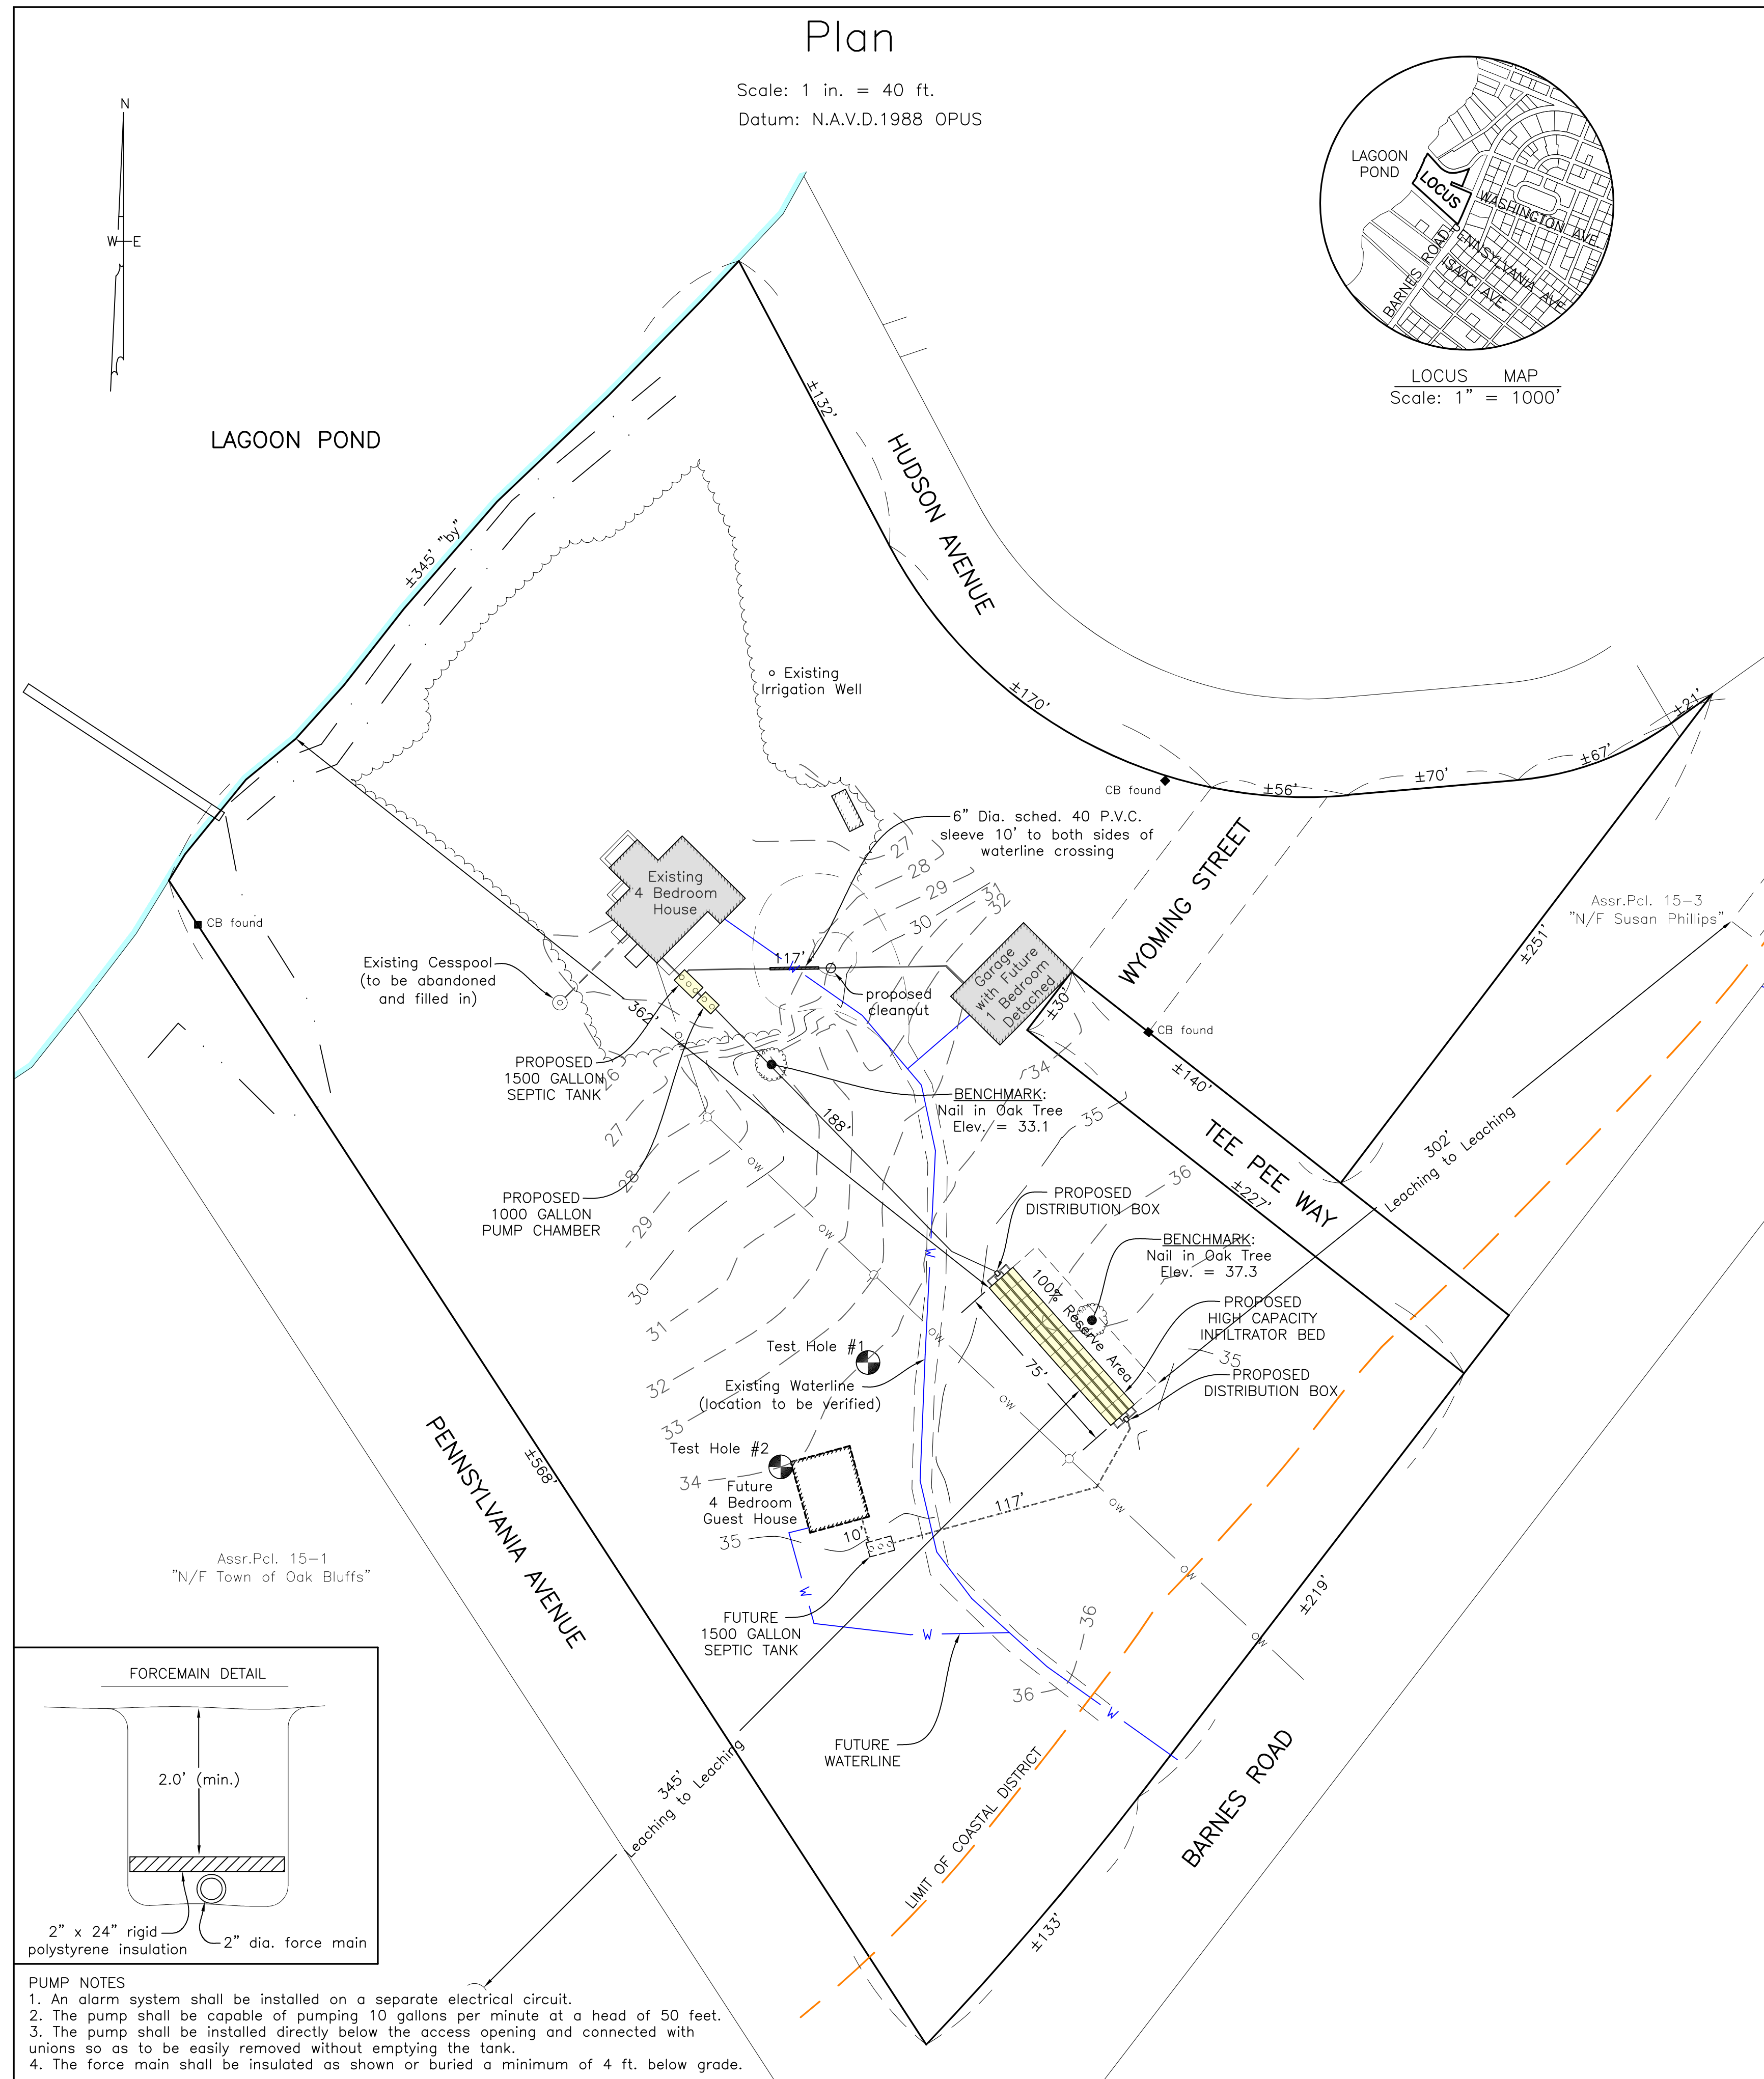 Plan
Scale: 1 in. = 40 ft.
Datum: N.A.V.D.1988 OPUS
N
W
E
LAGOON
POND
LOCUS
WASHINGTON AVE.
PENNSYLVANIA AVE.
ISAAC AVE.
BARNES ROAD
LOCUS MAP
Scale: 1" = 1000'
LAGOON POND
±345' "by"
±132'
HUDSON AVENUE
Existing
Irrigation Well
±170'
±56'
±70'
±67'
±21'
CB found
6" Dia. sched. 40 P.V.C.
sleeve 10' to both sides of
waterline crossing
27
28
29
30
31
32
WYOMING STREET
Existing
4 Bedroom
House
Assr.Pcl. 15-3
"N/F Susan Phillips"
±251'
CB found
Existing Cesspool
(to be abandoned
and filled in)
117'
W
proposed
cleanout
Garage
with Future
1 Bedroom
Detached
±30'
CB found
362'
OW
PROPOSED
1500 GALLON
SEPTIC TANK
26
27
28
29
30
31
32
33
34
35
BENCHMARK:
Nail in Oak Tree
Elev. = 33.1
34
35
36
±140'
TEE PEE WAY
±227'
302'
Leaching to Leaching
188'
OW
OW
OW
OW
OW
OW
PROPOSED
1000 GALLON
PUMP CHAMBER
PROPOSED
DISTRIBUTION BOX
BENCHMARK:
Nail in Oak Tree
Elev. = 37.3
W
100% Reserve Area
PROPOSED
HIGH CAPACITY
INFILTRATOR BED
35
PROPOSED
DISTRIBUTION BOX
75'
Test Hole #1
Existing Waterline
(location to be verified)
Test Hole #2
Future
4 Bedroom
Guest House
10'
117'
PENNSYLVANIA AVENUE
±568'
Assr.Pcl. 15-1
"N/F Town of Oak Bluffs"
W
W
FUTURE
1500 GALLON
SEPTIC TANK
36
36
W
±219'
FUTURE
WATERLINE
345'
Leaching to Leaching
LIMIT OF COASTAL DISTRICT
BARNES ROAD
±133'
FORCEMAIN DETAIL
2.0' (min.)
2" x 24" rigid
polystyrene insulation
2" dia. force main
PUMP NOTES
1. An alarm system shall be installed on a separate electrical circuit.
2. The pump shall be capable of pumping 10 gallons per minute at a head of 50 feet.
3. The pump shall be installed directly below the access opening and connected with
unions so as to be easily removed without emptying the tank.
4. The force main shall be insulated as shown or buried a minimum of 4 ft. below grade.